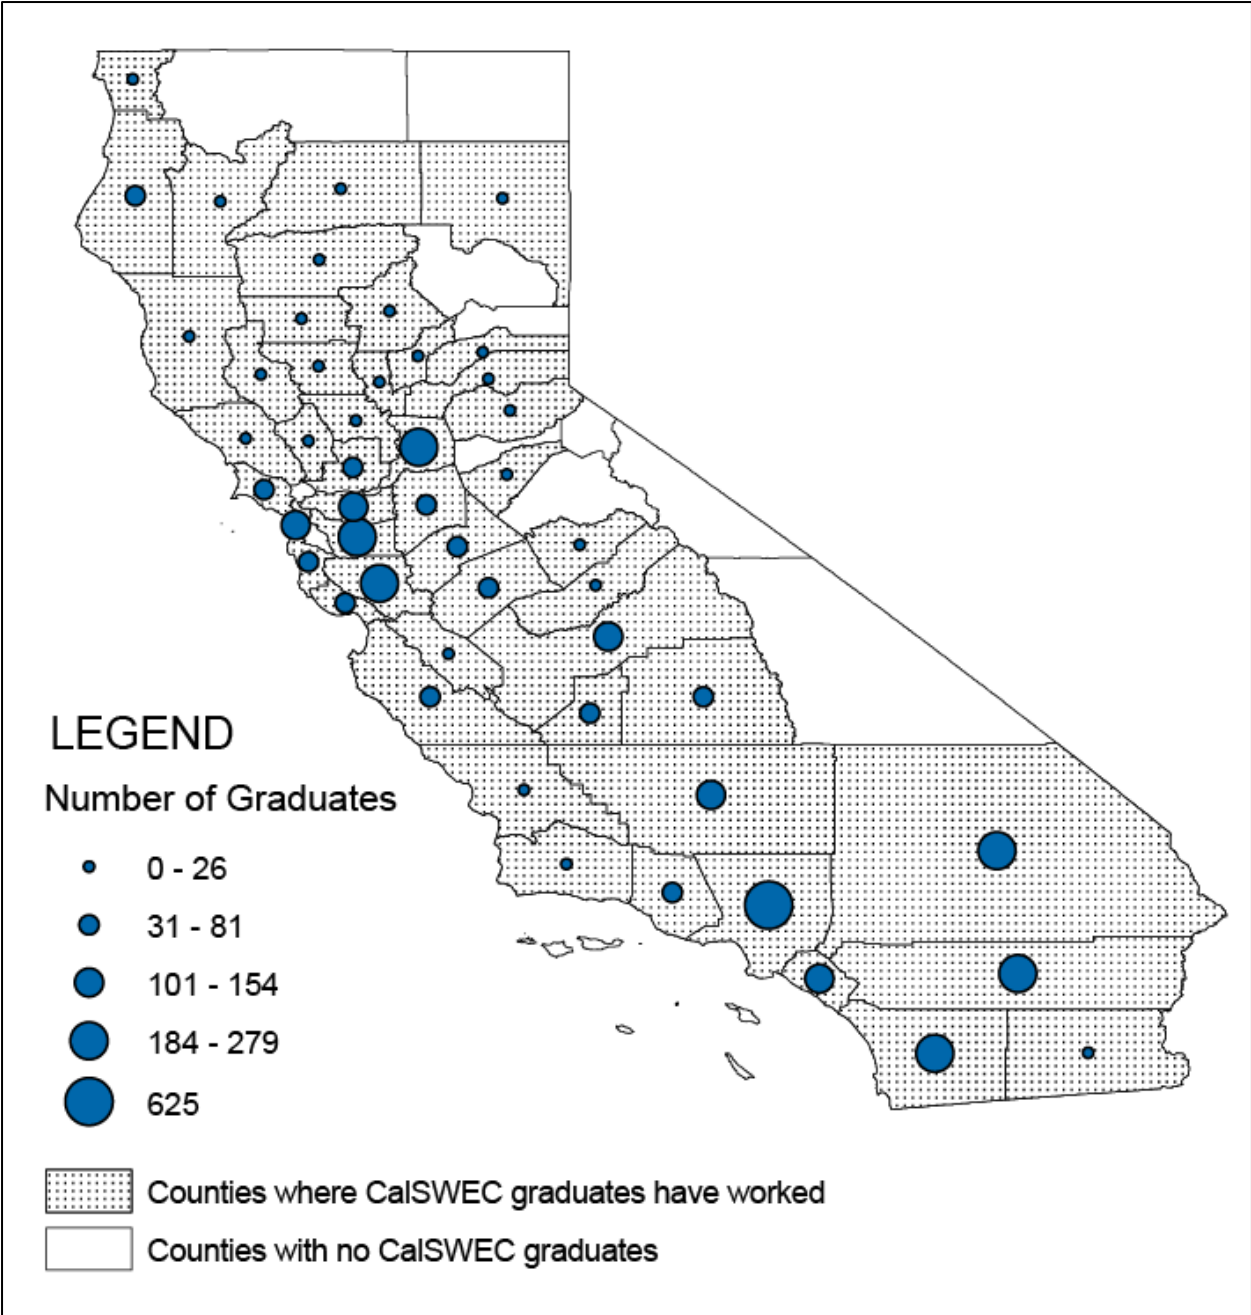 LEGEND
Number of Graduates
0 - 26
31 - 81
101 - 154
184 - 279
625
Counties where CalSWEC graduates have worked
Counties with no CalSWEC graduates